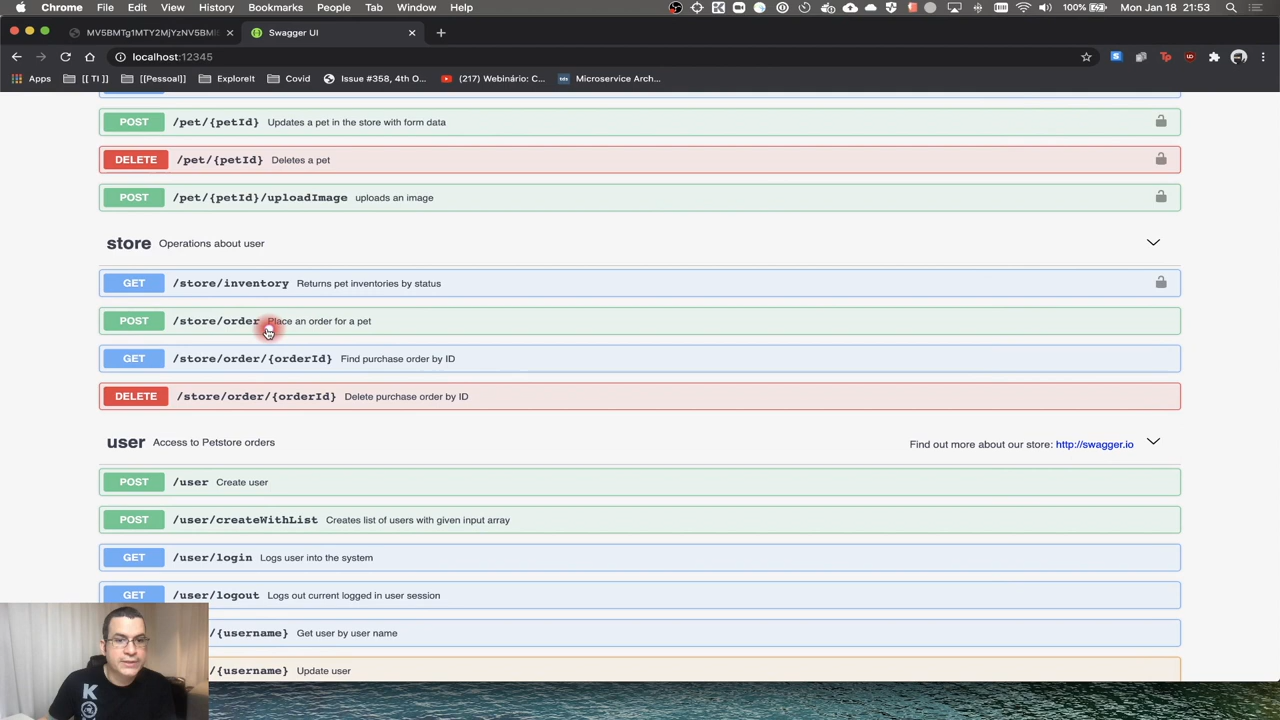 Chrome File Edit View History Bookmarks People Tab Window Help 100% Mon Jan 18 21:53
MV5BMTg1MTY2MjYzNV5BM Swagger UI
localhost:12345
Apps [[ TI ]] [[Pessoal]] ExploreIt Covid Issue #358, 4th O... (217) Webinário: C... tds Microservice Arch...
POST /pet/{petId} Updates a pet in the store with form data
DELETE /pet/{petId} Deletes a pet
POST /pet/{petId}/uploadImage uploads an image
store Operations about user
GET /store/inventory Returns pet inventories by status
POST /store/order Place an order for a pet
GET /store/order/{orderId} Find purchase order by ID
DELETE /store/order/{orderId} Delete purchase order by ID
user Access to Petstore orders Find out more about our store: http://swagger.io
POST /user Create user
POST /user/createWithList Creates list of users with given input array
GET /user/login Logs user into the system
GET /user/logout Logs out current logged in user session
/{username} Get user by user name
/{username} Update user
K